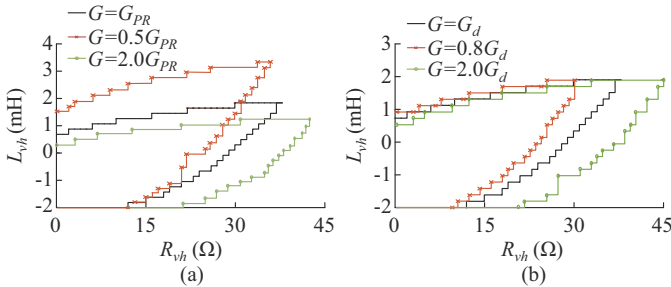 G=G_PR
G=0.5G_PR
G=2.0G_PR
4
3
2
1
0
-1
-2
L_vh (mH)
0 15 30 45
R_vh (Ω)
(a)
G=G_d
G=0.8G_d
G=2.0G_d
2
1
0
-1
-2
L_vh (mH)
0 15 30 45
R_vh (Ω)
(b)